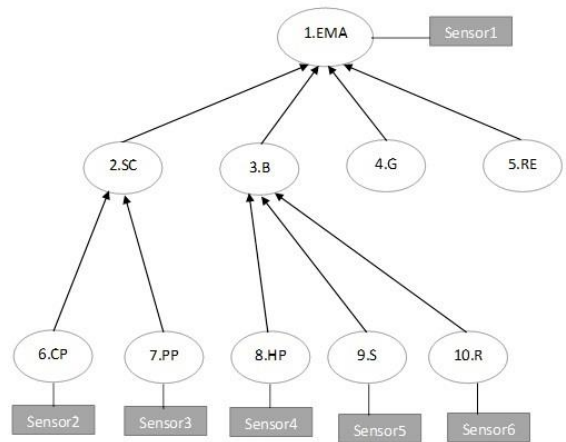 1.EMA
Sensor1
2.SC
3.B
4.G
5.RE
6.CP
7.PP
8.HP
9.S
10.R
Sensor2
Sensor3
Sensor4
Sensor5
Sensor6